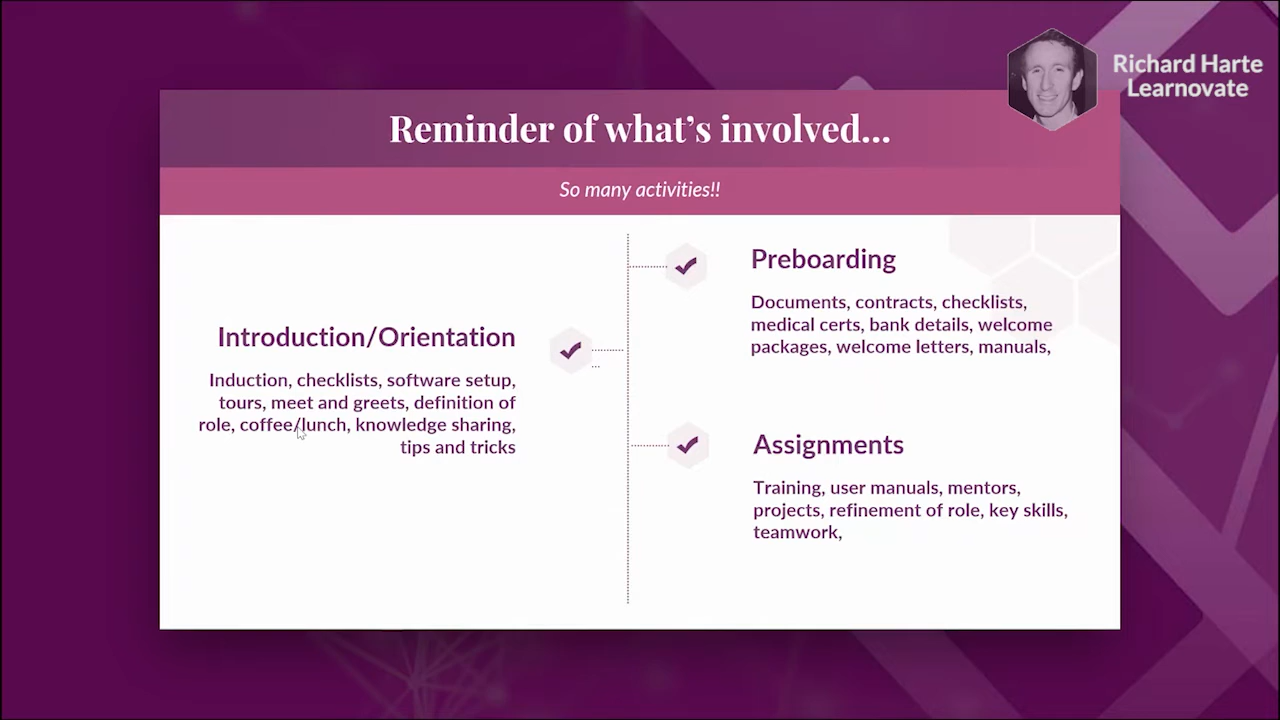 Richard Harte
Learnovate
Reminder of what's involved...
So many activities!!
Preboarding
Documents, contracts, checklists,
medical certs, bank details, welcome
packages, welcome letters, manuals,
Introduction/Orientation
Induction, checklists, software setup,
tours, meet and greets, definition of
role, coffee/lunch, knowledge sharing,
tips and tricks
Assignments
Training, user manuals, mentors,
projects, refinement of role, key skills,
teamwork,